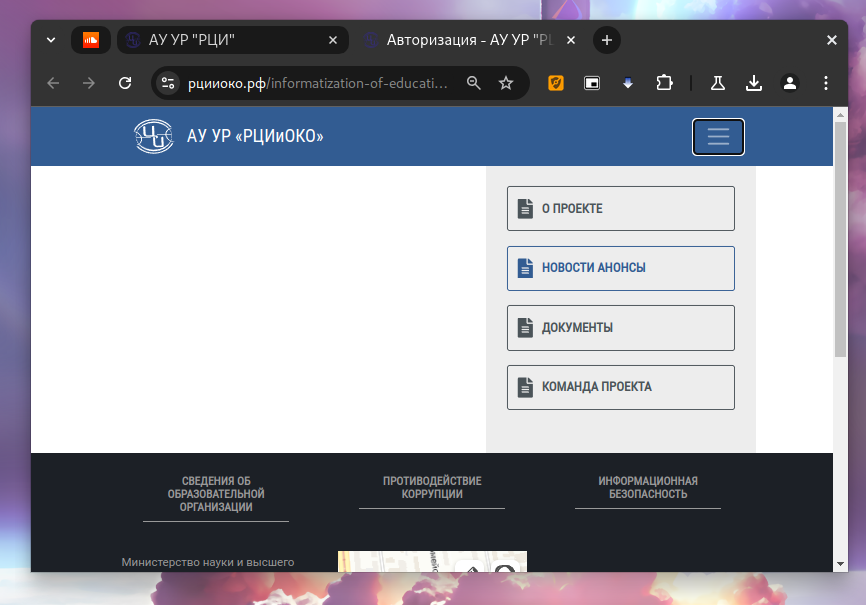 АУ УР "РЦИ"
Авторизация - АУ УР "РЦ
рцииоко.рф/informatization-of-educati...
АУ УР «РЦИиОКО»
О ПРОЕКТЕ
НОВОСТИ АНОНСЫ
ДОКУМЕНТЫ
КОМАНДА ПРОЕКТА
СВЕДЕНИЯ ОБ
ОБРАЗОВАТЕЛЬНОЙ
ОРГАНИЗАЦИИ
ПРОТИВОДЕЙСТВИЕ
КОРРУПЦИИ
ИНФОРМАЦИОННАЯ
БЕЗОПАСНОСТЬ
Министерство науки и высшего